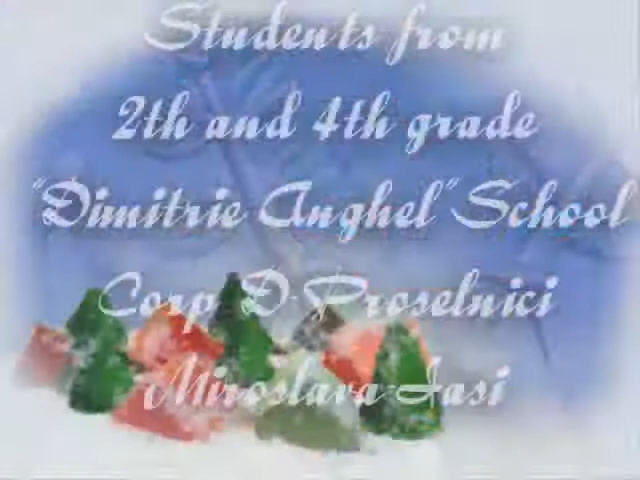 Students from
2th and 4th grade
"Dimitrie Anghel" School
Corp D Proselnici
Miroslava-Iasi